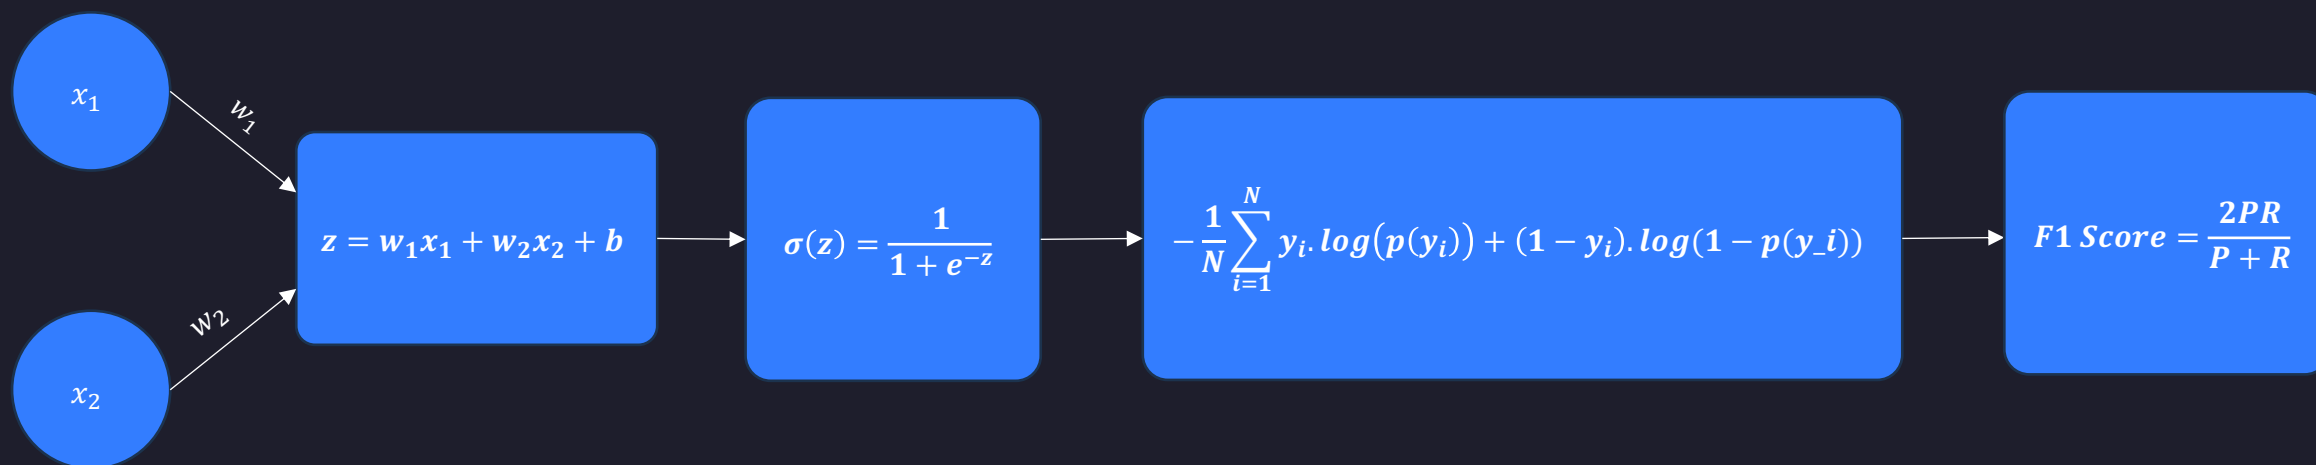 x₁
w₁
z = w₁x₁ + w₂x₂ + b
w₂
x₂
σ(z) = 1 / (1 + e^{−z})
−(1/N) ∑_{i=1}^{N} yᵢ. log(p(yᵢ)) + (1 − yᵢ). log(1 − p(y_i))
F1 Score = 2PR / (P + R)